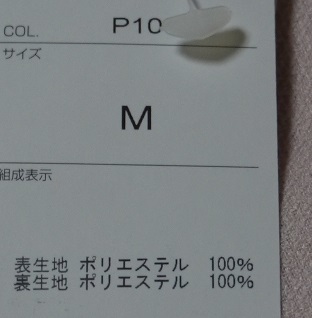 COL. P10
サイズ
M
組成表示
表生地 ポリエステル 100%
裏生地 ポリエステル 100%